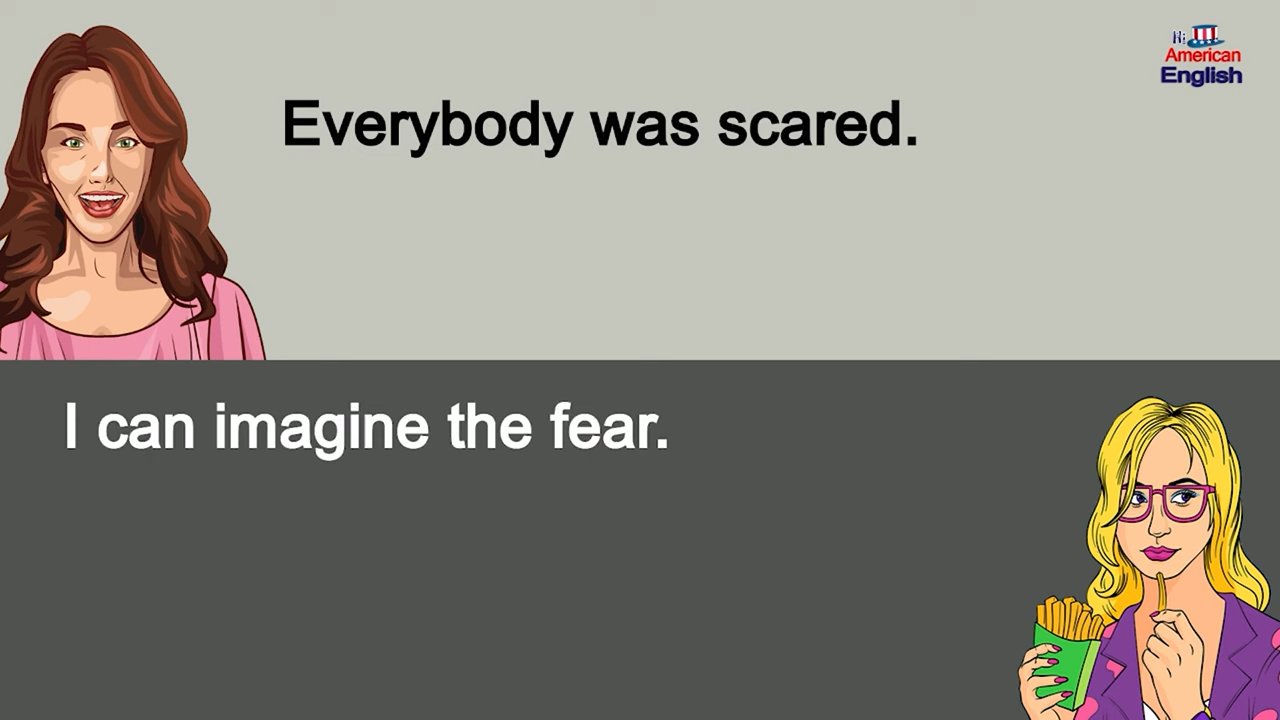 Hi
American
English
Everybody was scared.
I can imagine the fear.